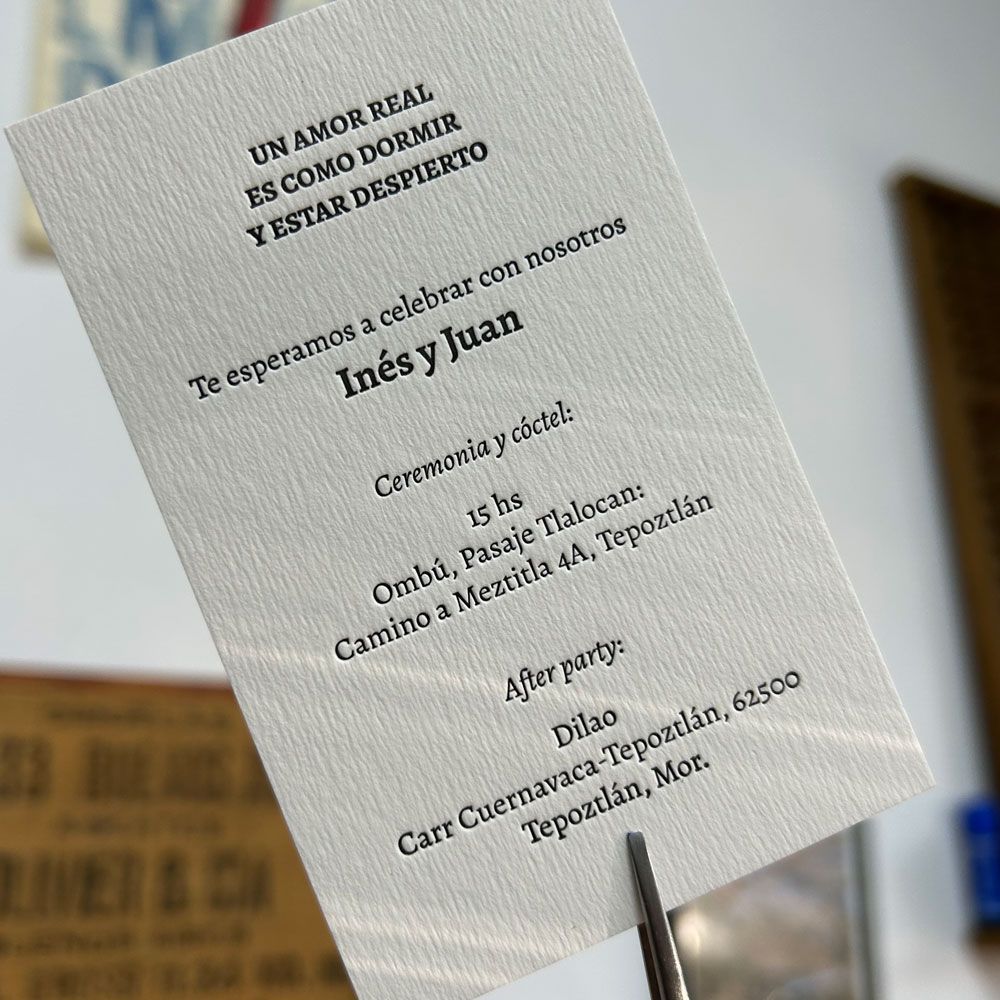 UN AMOR REAL
ES COMO DORMIR
Y ESTAR DESPIERTO
Te esperamos a celebrar con nosotros
Inés y Juan
Ceremonia y cóctel:
15 hs
Ombú, Pasaje Tlalocan:
Camino a Meztitla 4A, Tepoztlán
After party:
Dilao
Carr Cuernavaca-Tepoztlán, 62500
Tepoztlán, Mor.